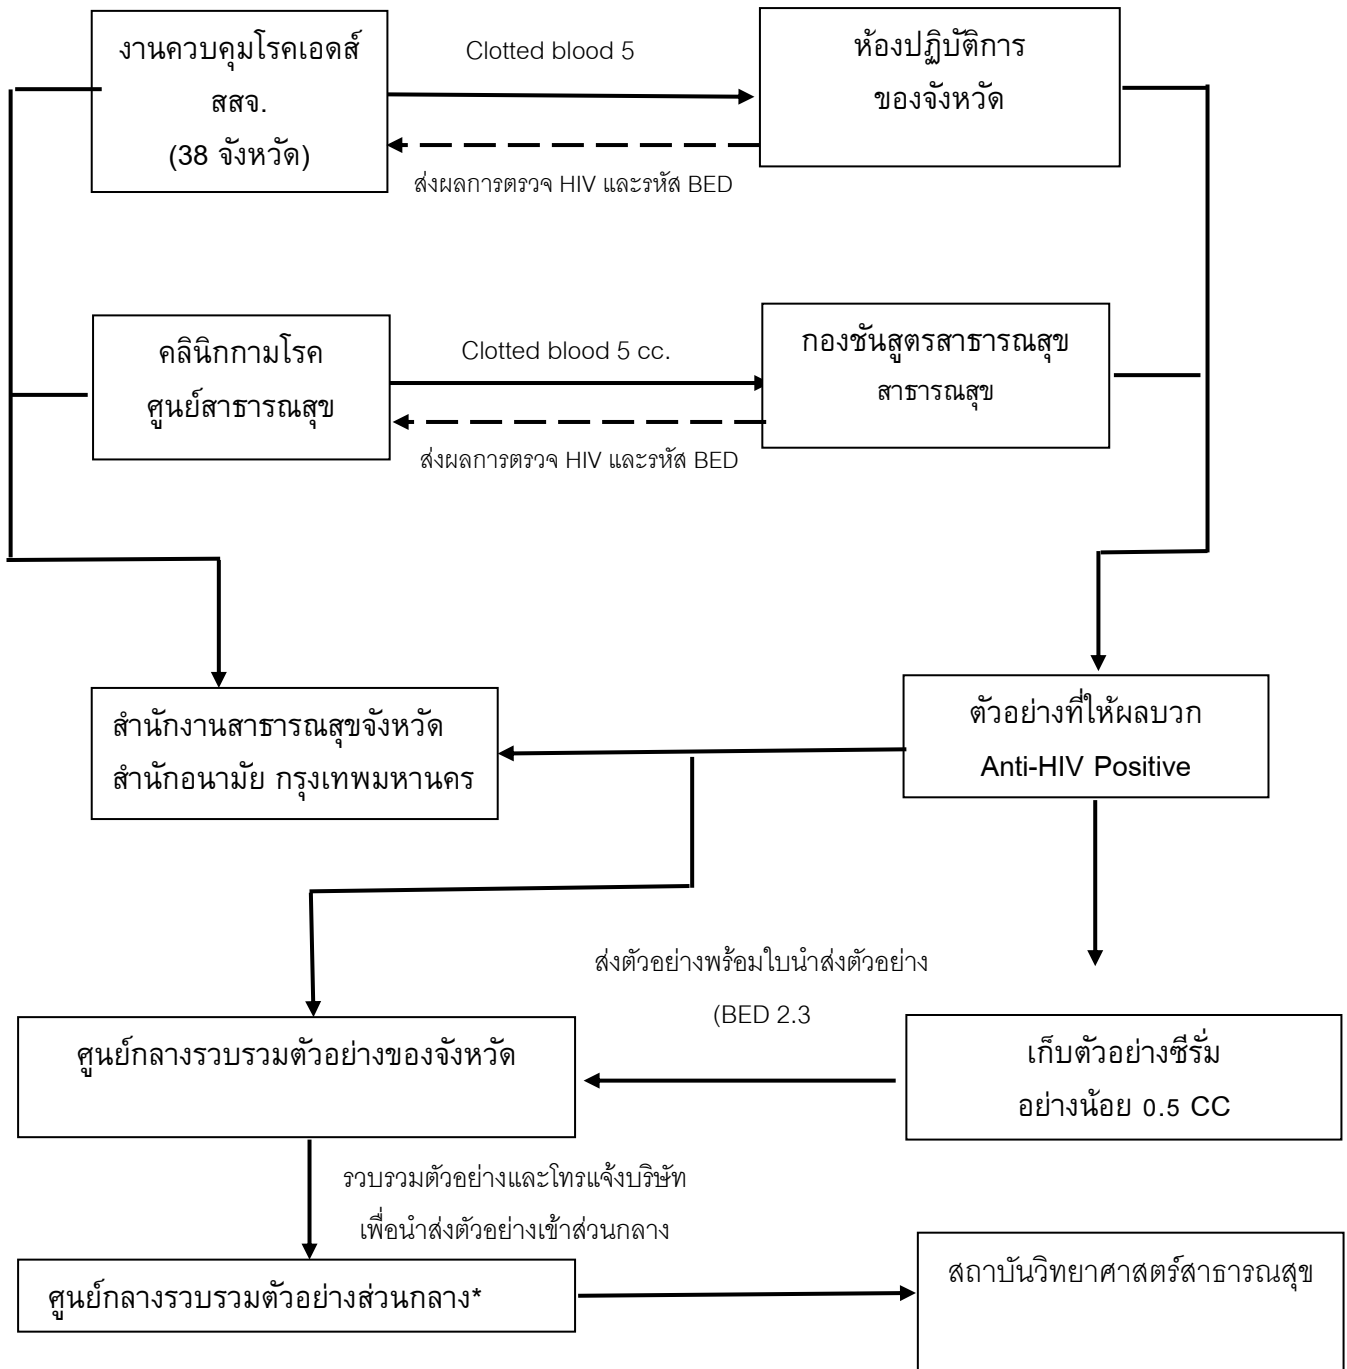 งานควบคุมโรคเอดส์
สสจ.
(38 จังหวัด)
Clotted blood 5
ห้องปฏิบัติการ
ของจังหวัด
ส่งผลการตรวจ HIV และรหัส BED
คลินิกกามโรค
ศูนย์สาธารณสุข
Clotted blood 5 cc.
กองชันสูตรสาธารณสุข
สาธารณสุข
ส่งผลการตรวจ HIV และรหัส BED
สำนักงานสาธารณสุขจังหวัด
สำนักอนามัย กรุงเทพมหานคร
ตัวอย่างที่ให้ผลบวก
Anti-HIV Positive
ส่งตัวอย่างพร้อมใบนำส่งตัวอย่าง
(BED 2.3
ศูนย์กลางรวบรวมตัวอย่างของจังหวัด
เก็บตัวอย่างซีรั่ม
อย่างน้อย 0.5 CC
รวบรวมตัวอย่างและโทรแจ้งบริษัท
เพื่อนำส่งตัวอย่างเข้าส่วนกลาง
ศูนย์กลางรวบรวมตัวอย่างส่วนกลาง*
สถาบันวิทยาศาสตร์สาธารณสุข